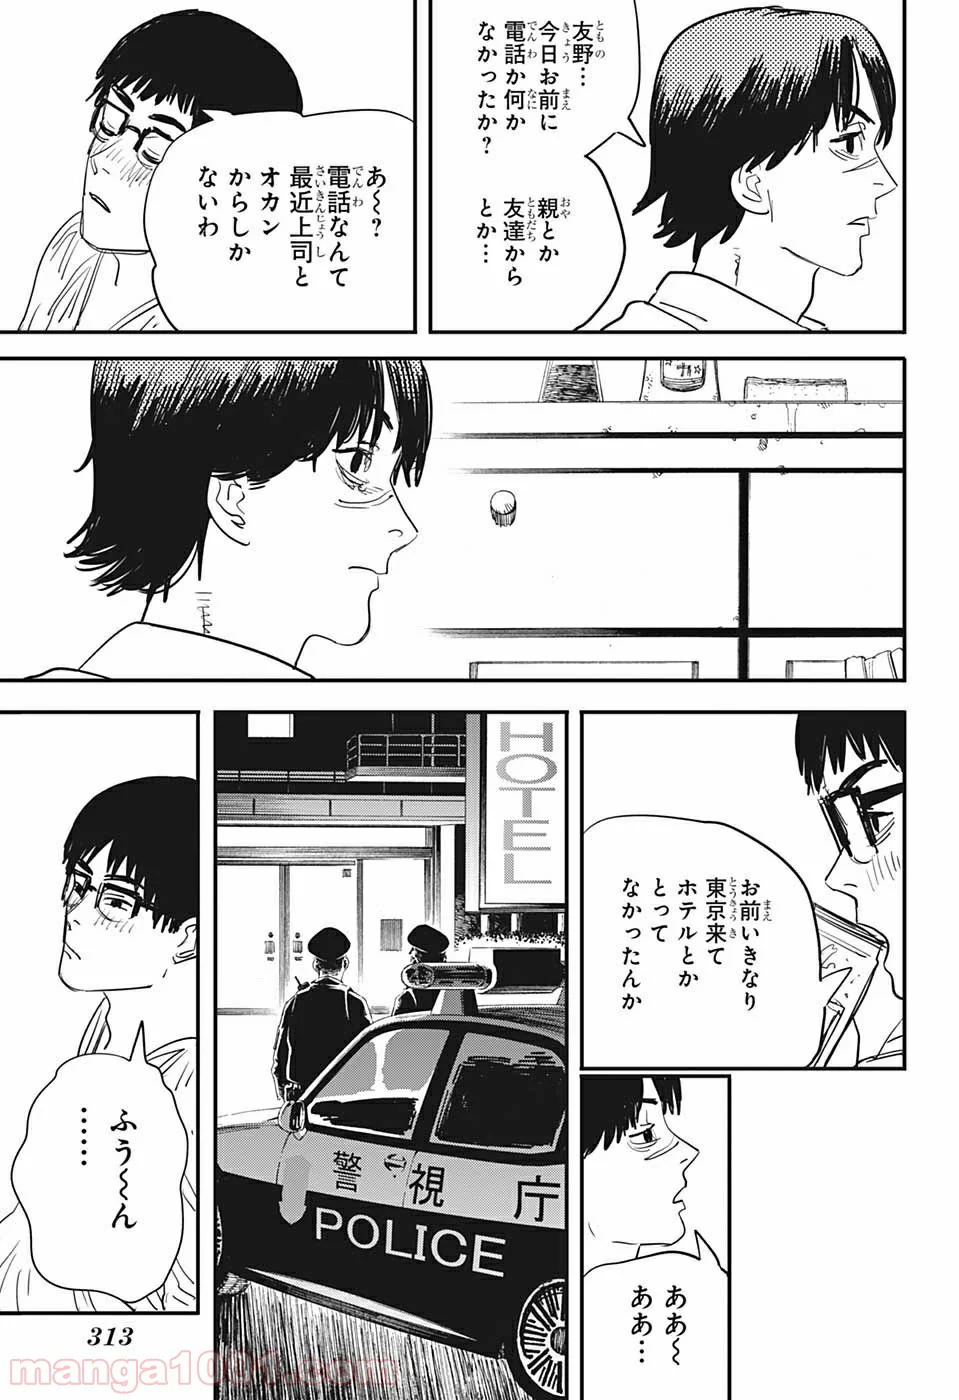 友野…
今日お前に
電話か何か
なかったか?
親とか
友達から
とか…
あ〜?
電話なんて
最近上司と
オカン
からしか
ないわ
お前いきなり
東京来て
ホテルとか
とって
なかったんか
ああ〜
ああ…
HOTEL
警視庁
POLICE
ふう〜ん
……
313
manga1001.com